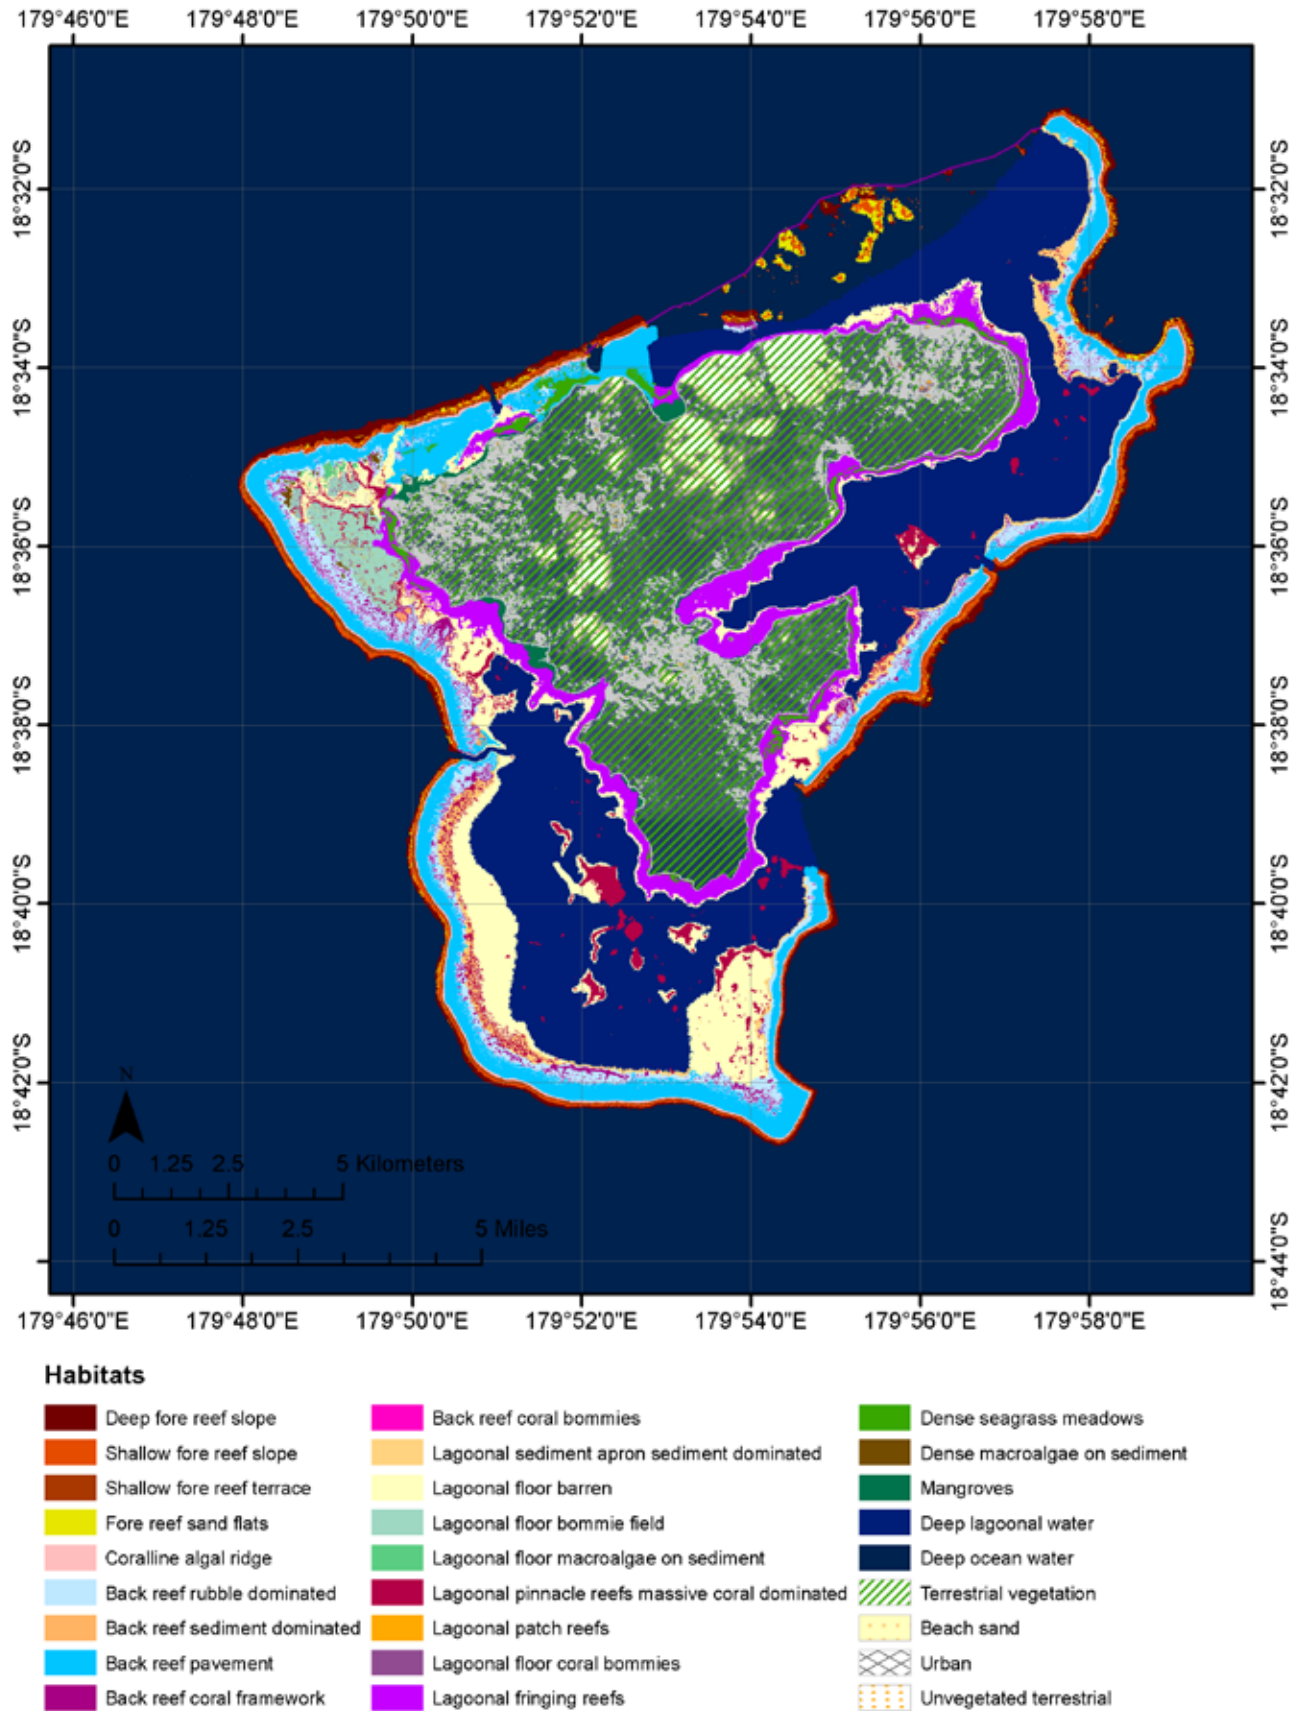 179°46'0"E 179°48'0"E 179°50'0"E 179°52'0"E 179°54'0"E 179°56'0"E 179°58'0"E
18°32'0"S 18°32'0"S
18°34'0"S 18°34'0"S
18°36'0"S 18°36'0"S
18°38'0"S 18°38'0"S
18°40'0"S 18°40'0"S
18°42'0"S 18°42'0"S
18°44'0"S 18°44'0"S
N
0 1.25 2.5 5 Kilometers
0 1.25 2.5 5 Miles
179°46'0"E 179°48'0"E 179°50'0"E 179°52'0"E 179°54'0"E 179°56'0"E 179°58'0"E
Habitats
Deep fore reef slope
Shallow fore reef slope
Shallow fore reef terrace
Fore reef sand flats
Coralline algal ridge
Back reef rubble dominated
Back reef sediment dominated
Back reef pavement
Back reef coral framework
Back reef coral bommies
Lagoonal sediment apron sediment dominated
Lagoonal floor barren
Lagoonal floor bommie field
Lagoonal floor macroalgae on sediment
Lagoonal pinnacle reefs massive coral dominated
Lagoonal patch reefs
Lagoonal floor coral bommies
Lagoonal fringing reefs
Dense seagrass meadows
Dense macroalgae on sediment
Mangroves
Deep lagoonal water
Deep ocean water
Terrestrial vegetation
Beach sand
Urban
Unvegetated terrestrial